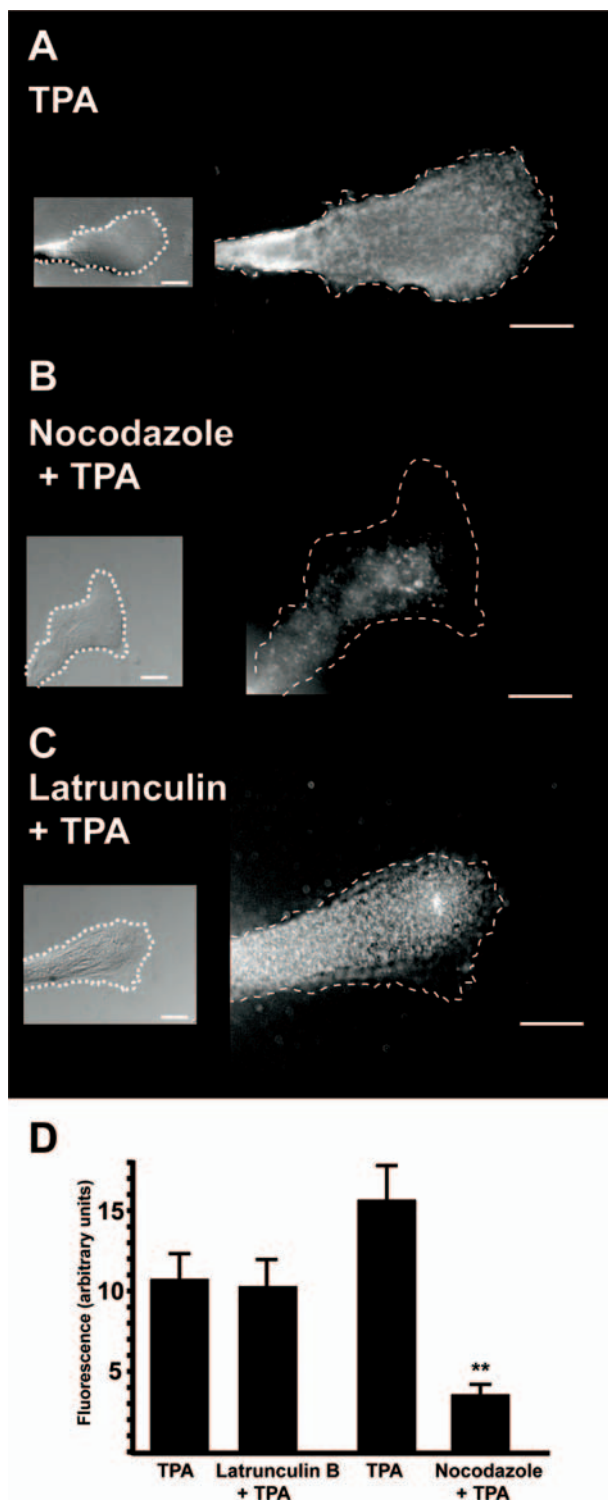 A
TPA
B
Nocodazole
+ TPA
C
Latrunculin
+ TPA
D
Fluorescence (arbitrary units)
15
10
5
**
TPA
Latrunculin B
+ TPA
TPA
Nocodazole
+ TPA